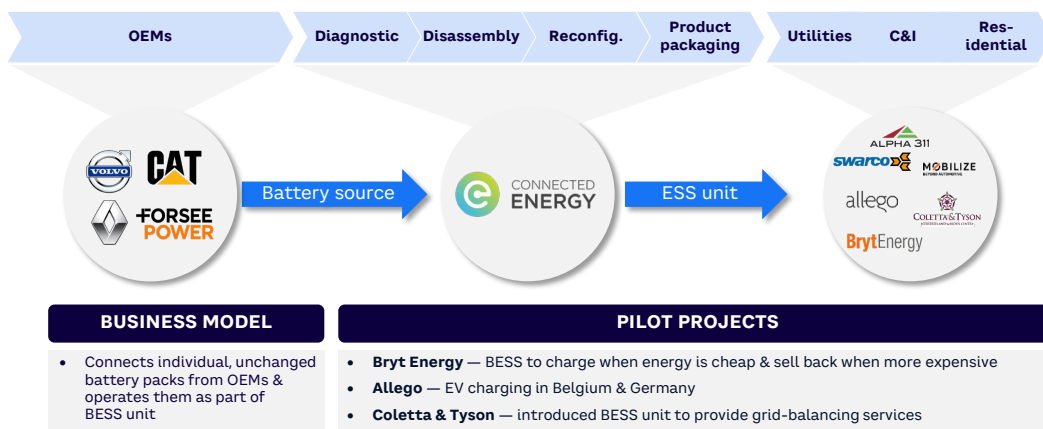 OEMs
Diagnostic
Disassembly
Reconfig.
Product
packaging
Utilities
C&I
Res-
idential
VOLVO
CAT
FORSEE
POWER
Battery source
CONNECTED
ENERGY
ESS unit
ALPHA 311
swarco
MOBILIZE
BEYOND AUTOMOTIVE
allego
COLETTA & TYSON
BrytEnergy
BUSINESS MODEL
• Connects individual, unchanged
battery packs from OEMs &
operates them as part of
BESS unit
PILOT PROJECTS
• Bryt Energy — BESS to charge when energy is cheap & sell back when more expensive
• Allego — EV charging in Belgium & Germany
• Coletta & Tyson — introduced BESS unit to provide grid-balancing services